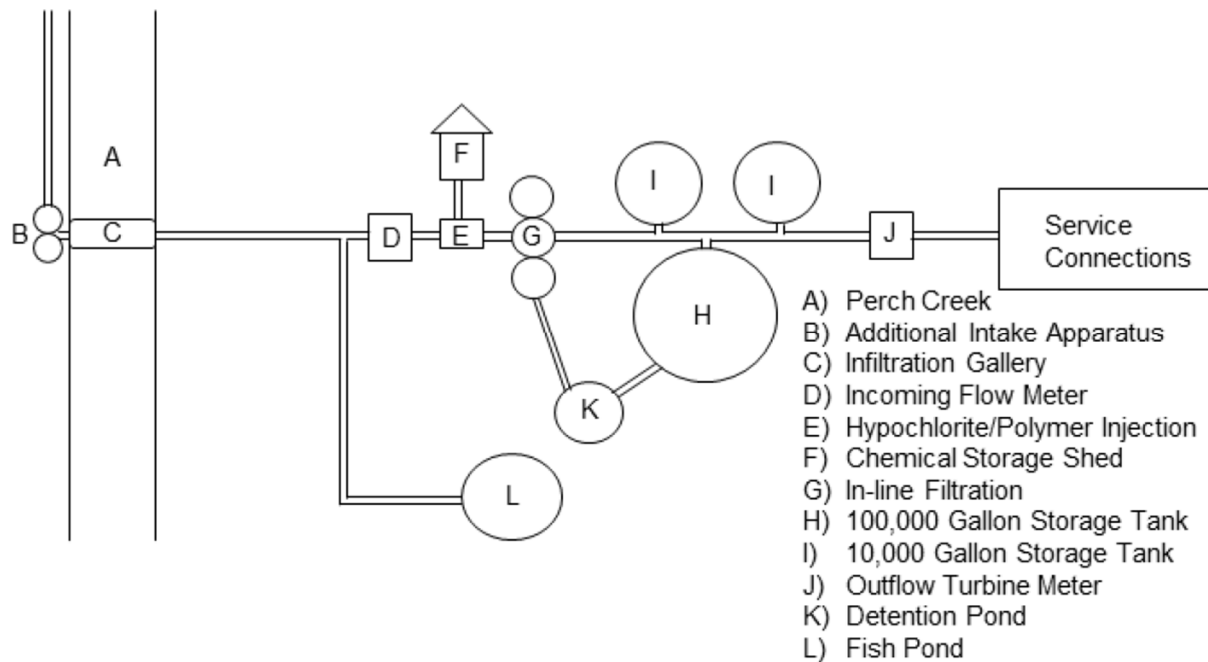 A
B
C
D
E
F
G
I
I
H
J
K
L
Service
Connections
A) Perch Creek
B) Additional Intake Apparatus
C) Infiltration Gallery
D) Incoming Flow Meter
E) Hypochlorite/Polymer Injection
F) Chemical Storage Shed
G) In-line Filtration
H) 100,000 Gallon Storage Tank
I) 10,000 Gallon Storage Tank
J) Outflow Turbine Meter
K) Detention Pond
L) Fish Pond